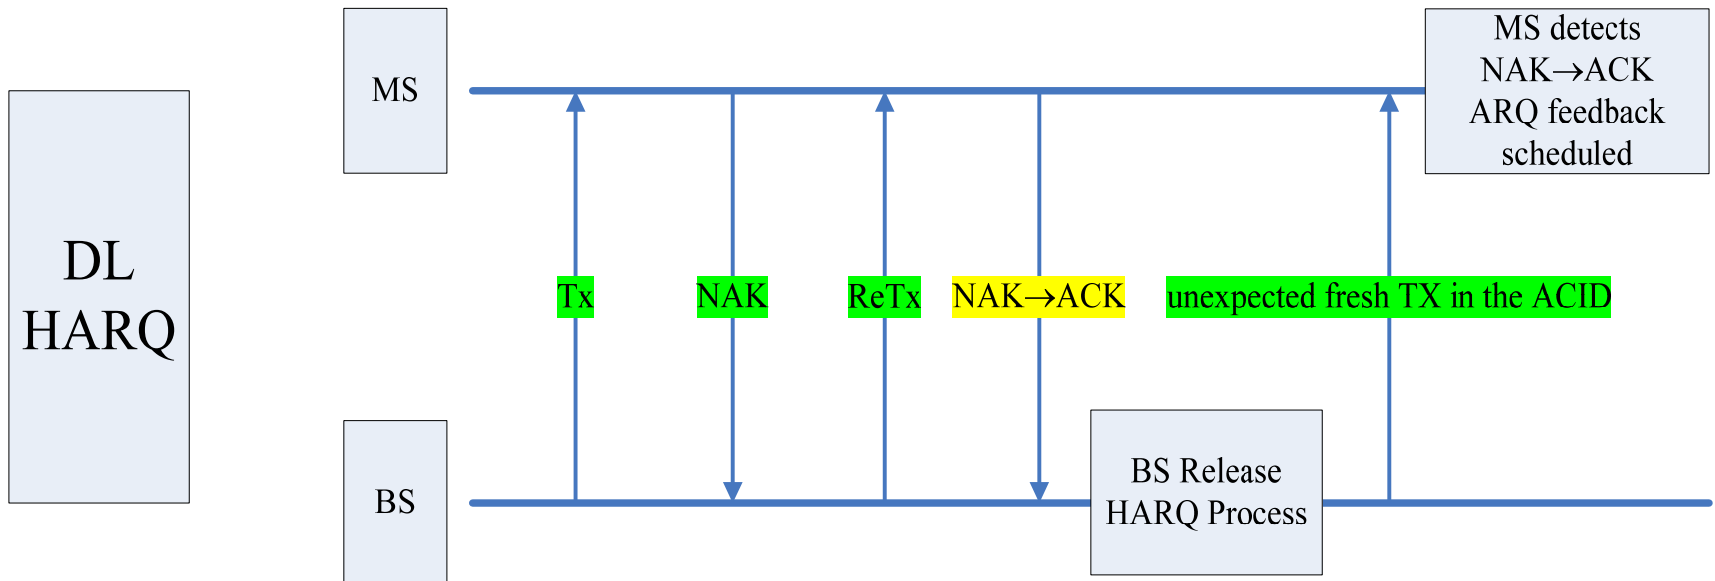 MS
MS detects
NAK→ACK
ARQ feedback
scheduled
DL
HARQ
Tx
NAK
ReTx
NAK→ACK
unexpected fresh TX in the ACID
BS
BS Release
HARQ Process